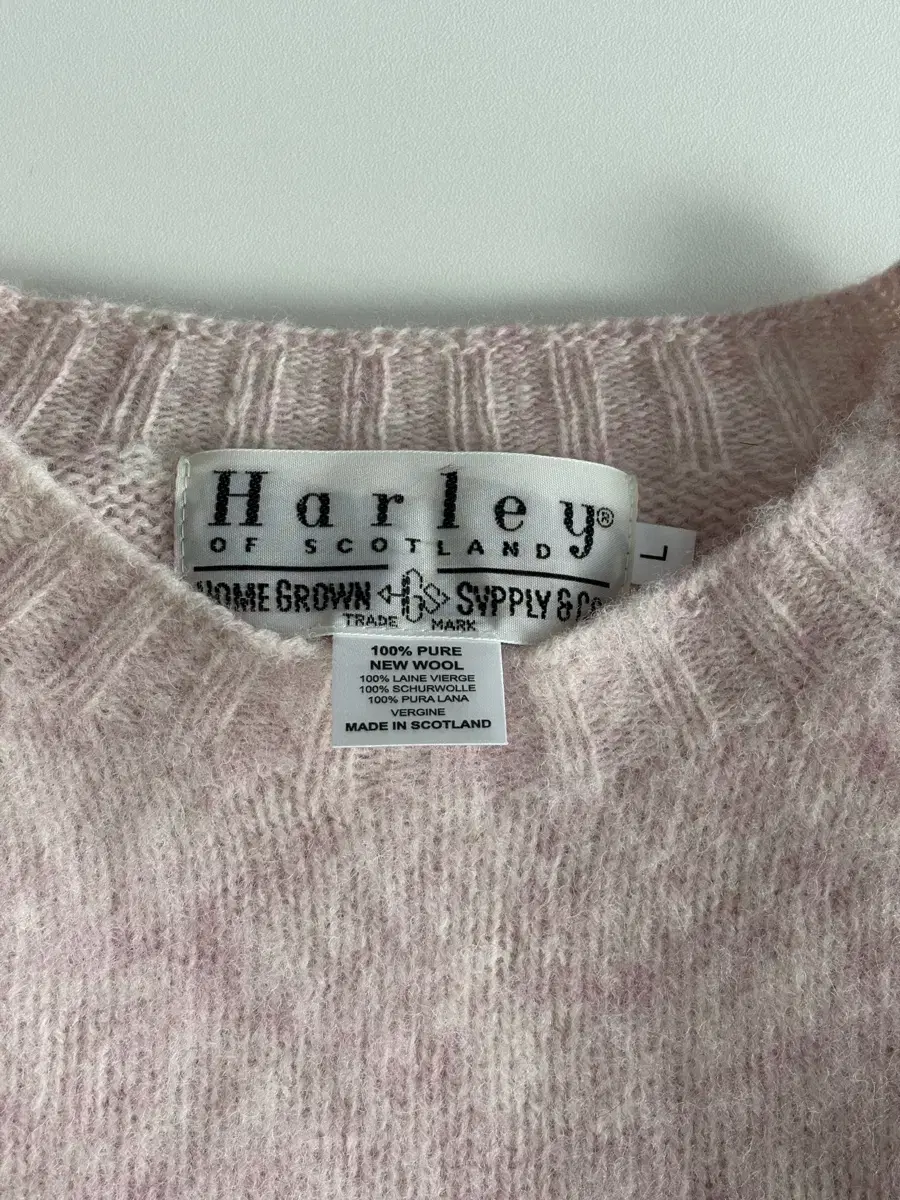 Harley®
OF SCOTLAND
HOME GROWN HGS SVPPLY & CO
TRADE MARK
L
100% PURE
NEW WOOL
100% LAINE VIERGE
100% SCHURWOLLE
100% PURA LANA
VERGINE
MADE IN SCOTLAND